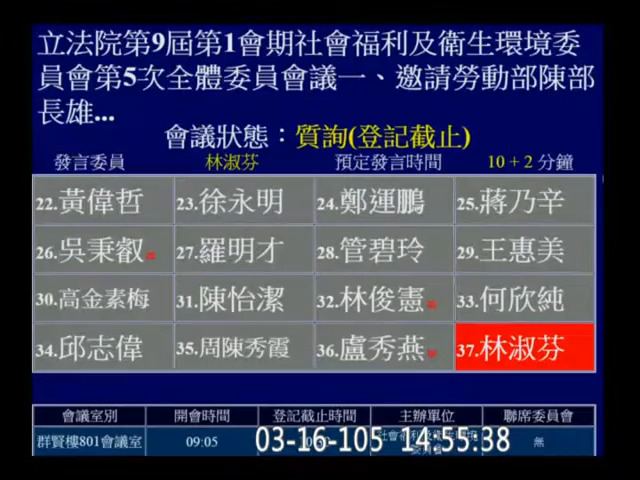 立法院第9屆第1會期社會福利及衛生環境委
員會第5次全體委員會議一、邀請勞動部陳部
長雄...
會議狀態：質詢(登記截止)
發言委員 林淑芬 預定發言時間 10 + 2 分鐘
22.黃偉哲 23.徐永明 24.鄭運鵬 25.蔣乃辛
26.吳秉叡 27.羅明才 28.管碧玲 29.王惠美
30.高金素梅 31.陳怡潔 32.林俊憲 33.何欣純
34.邱志偉 35.周陳秀霞 36.盧秀燕 37.林淑芬
會議室別 開會時間 登記截止時間 主辦單位 聯席委員會
群賢樓801會議室 09:05 無
03-16-105 14:55:38